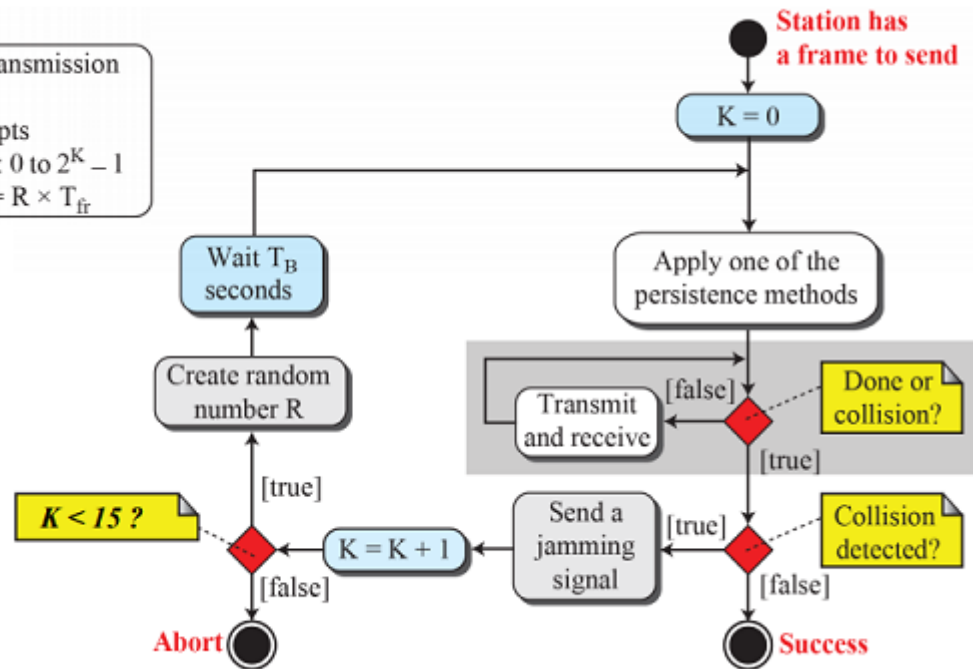 Station has
a frame to send
ansmission
pts
: 0 to 2^K – 1
= R × T_fr
K = 0
Wait T_B
seconds
Apply one of the
persistence methods
Create random
number R
[false]
Transmit
and receive
Done or
collision?
[true]
[true]
K < 15 ?
K = K + 1
Send a
jamming
signal
[true]
Collision
detected?
[false]
[false]
Abort
Success